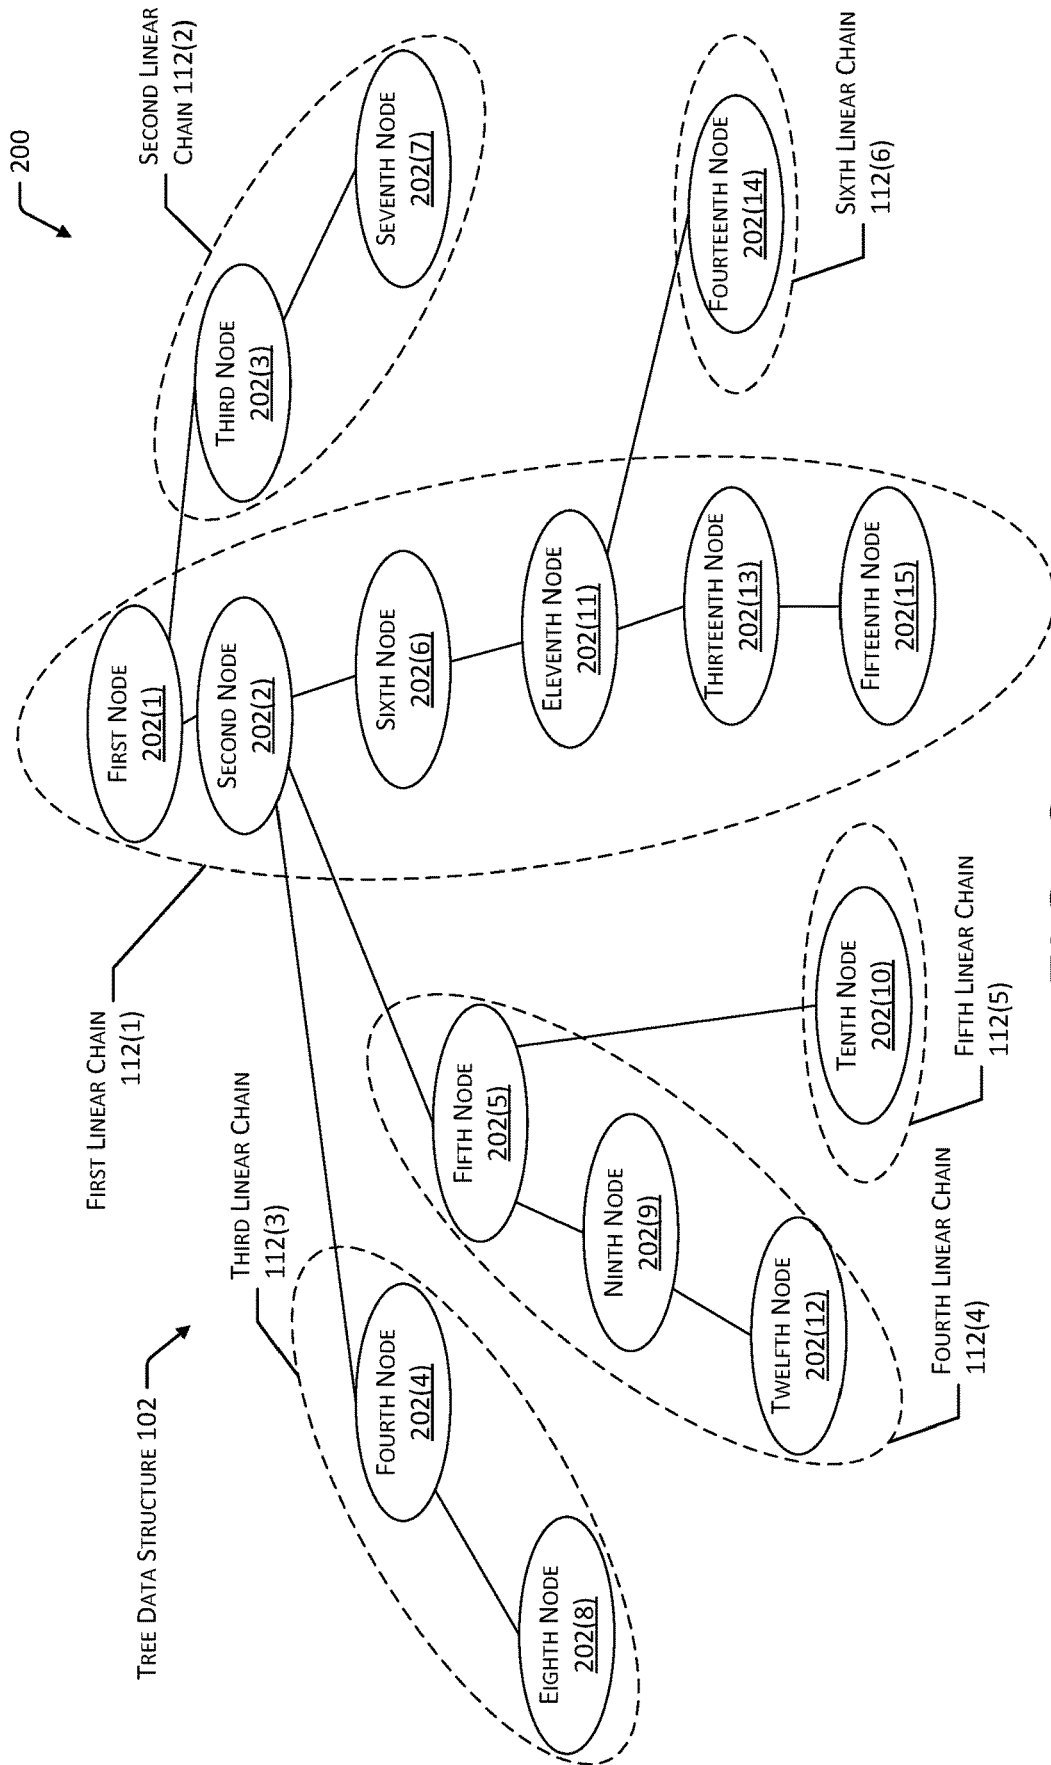 200
TREE DATA STRUCTURE 102
FIRST LINEAR CHAIN
112(1)
SECOND LINEAR
CHAIN 112(2)
THIRD LINEAR CHAIN
112(3)
FIRST NODE
202(1)
SECOND NODE
202(2)
THIRD NODE
202(3)
FOURTH NODE
202(4)
FIFTH NODE
202(5)
SIXTH NODE
202(6)
SEVENTH NODE
202(7)
EIGHTH NODE
202(8)
NINTH NODE
202(9)
ELEVENTH NODE
202(11)
TWELFTH NODE
202(12)
TENTH NODE
202(10)
THIRTEENTH NODE
202(13)
FOURTEENTH NODE
202(14)
FIFTEENTH NODE
202(15)
FOURTH LINEAR CHAIN
112(4)
FIFTH LINEAR CHAIN
112(5)
SIXTH LINEAR CHAIN
112(6)